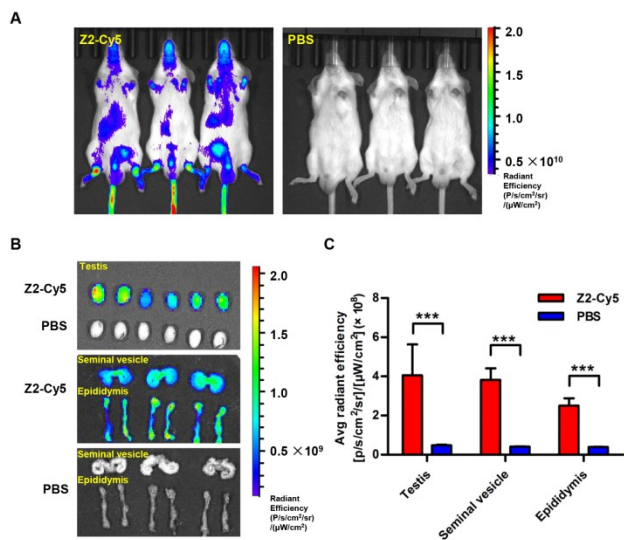 A
Z2-Cy5
PBS
2.0
1.5
1.0
0.5 ×10¹⁰
Radiant
Efficiency
(P/s/cm²/sr)
/(μW/cm²)
B
Testis
Z2-Cy5
PBS
Seminal vesicle
Z2-Cy5
Epididymis
Seminal vesicle
PBS
Epididymis
2.0
1.5
1.0
0.5 ×10⁹
Radiant
Efficiency
(P/s/cm²/sr)
/(μW/cm²)
C
Z2-Cy5
PBS
Avg radiant efficiency
[p/s/cm²/sr]/[μW/cm²] (× 10⁸)
8
6
4
2
0
***
***
***
Testis
Seminal vesicle
Epididymis